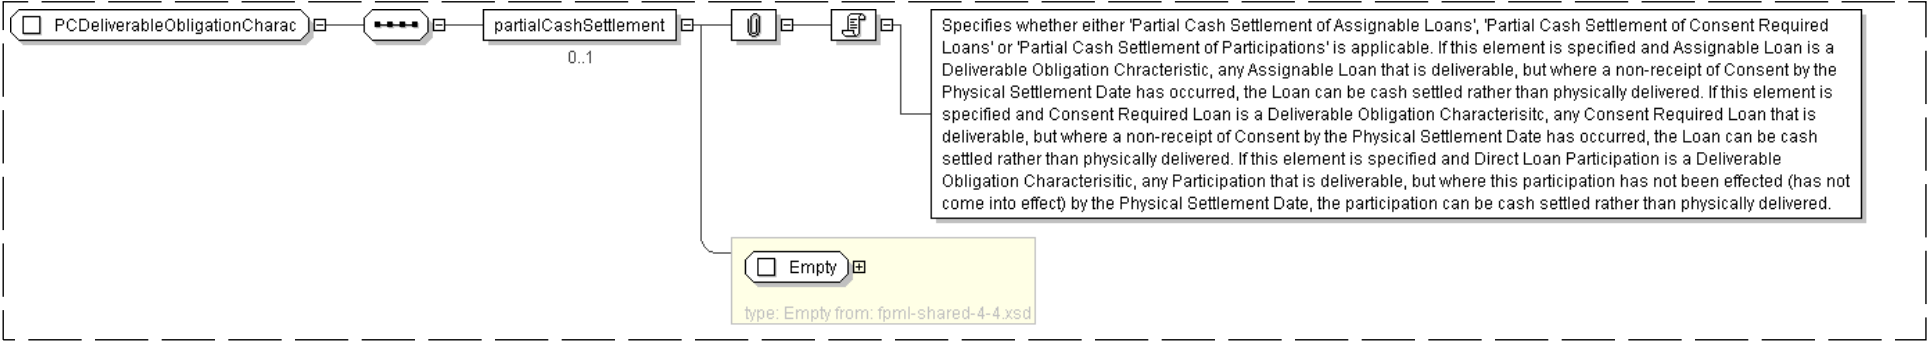 PCDeliverableObligationCharac
partialCashSettlement
0..1
Specifies whether either 'Partial Cash Settlement of Assignable Loans', 'Partial Cash Settlement of Consent Required
Loans' or 'Partial Cash Settlement of Participations' is applicable. If this element is specified and Assignable Loan is a
Deliverable Obligation Chracteristic, any Assignable Loan that is deliverable, but where a non-receipt of Consent by the
Physical Settlement Date has occurred, the Loan can be cash settled rather than physically delivered. If this element is
specified and Consent Required Loan is a Deliverable Obligation Characterisitc, any Consent Required Loan that is
deliverable, but where a non-receipt of Consent by the Physical Settlement Date has occurred, the Loan can be cash
settled rather than physically delivered. If this element is specified and Direct Loan Participation is a Deliverable
Obligation Characterisitic, any Participation that is deliverable, but where this participation has not been effected (has not
come into effect) by the Physical Settlement Date, the participation can be cash settled rather than physically delivered.
Empty
type: Empty from: fpml-shared-4-4.xsd